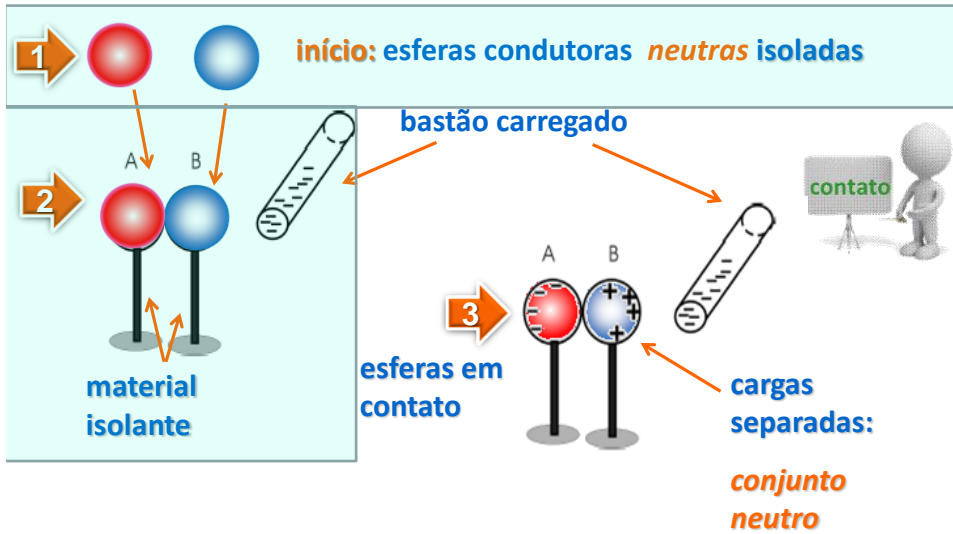 1
início: esferas condutoras neutras isoladas
bastão carregado
A B
2
contato
A B
3
material
isolante
esferas em
contato
cargas
separadas:
conjunto
neutro